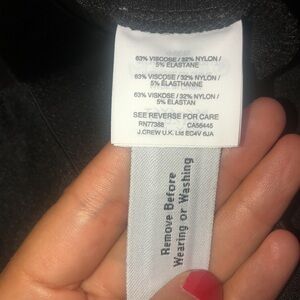 63% VISCOSE / 32% NYLON /
5% ELASTANE
63% VISCOSE / 32% NYLON /
5% ELASTHANNE
63% VISKOSE / 32% NYLON /
5% ELASTAN
SEE REVERSE FOR CARE
RN77388 CA56445
J.CREW U.K. Ltd EC4V 6JA
Remove Before
Wearing or Washing